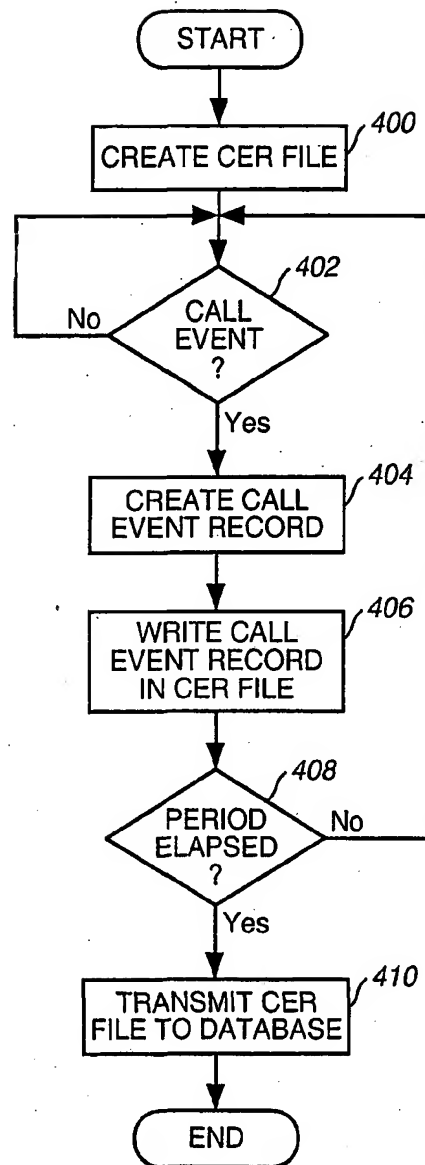 START
400
CREATE CER FILE
402
CALL
EVENT
?
No
Yes
404
CREATE CALL
EVENT RECORD
406
WRITE CALL
EVENT RECORD
IN CER FILE
408
PERIOD
ELAPSED
?
No
Yes
410
TRANSMIT CER
FILE TO DATABASE
END